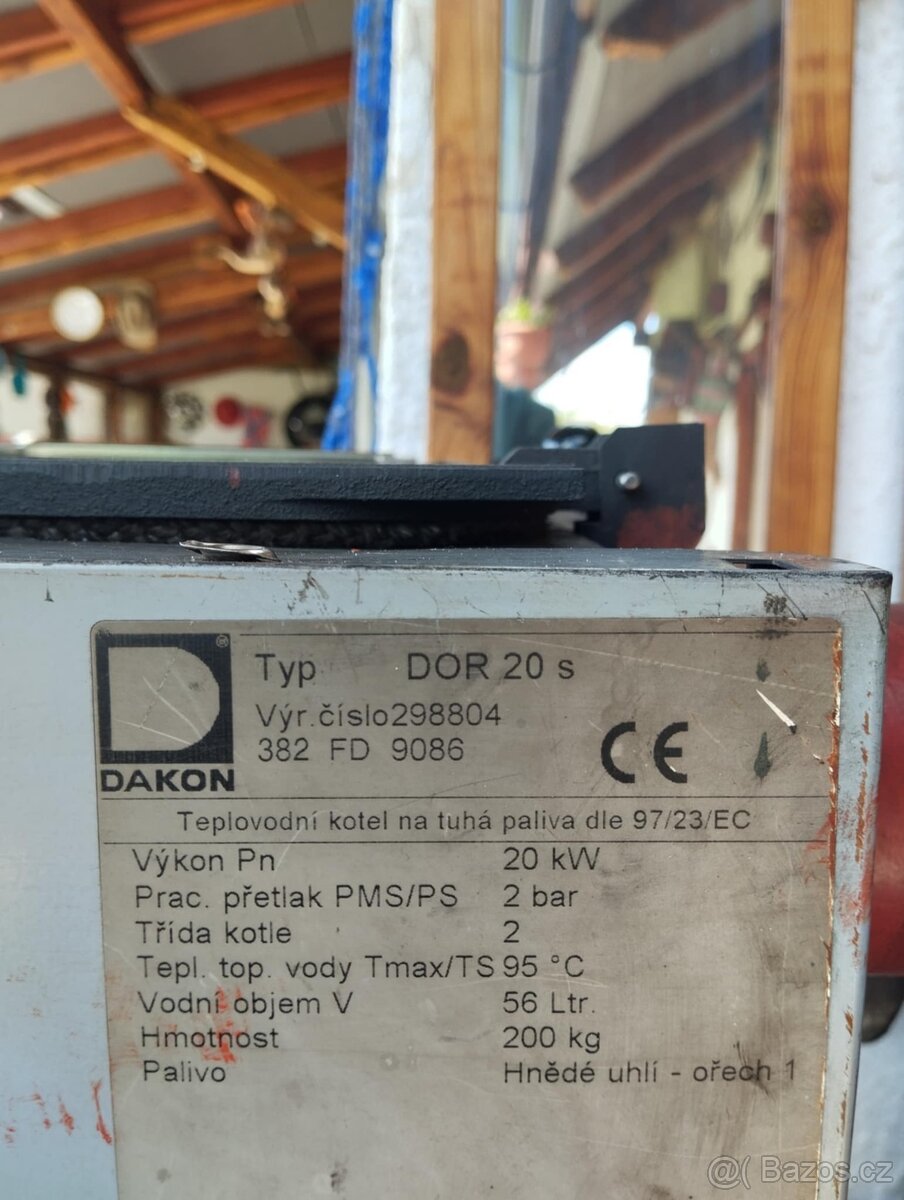 DAKON
®
Typ DOR 20 s
Výr.číslo298804
382 FD 9086
CE
Teplovodní kotel na tuhá paliva dle 97/23/EC
Výkon Pn 20 kW
Prac. přetlak PMS/PS 2 bar
Třída kotle 2
Tepl. top. vody Tmax/TS 95 °C
Vodní objem V 56 Ltr.
Hmotnost 200 kg
Palivo Hnědé uhlí - ořech 1
@( Bazos.cz